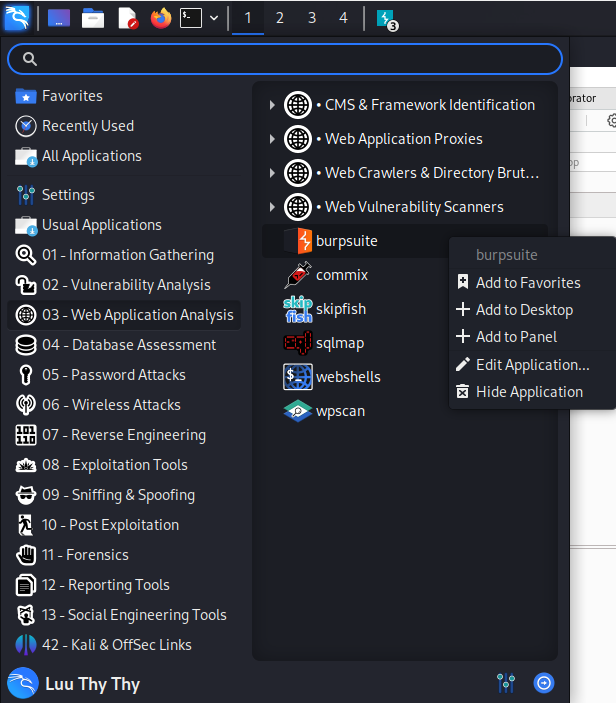 1 2 3 4
3
Favorites
Recently Used
All Applications
Settings
Usual Applications
01 - Information Gathering
02 - Vulnerability Analysis
03 - Web Application Analysis
04 - Database Assessment
05 - Password Attacks
06 - Wireless Attacks
07 - Reverse Engineering
08 - Exploitation Tools
09 - Sniffing & Spoofing
10 - Post Exploitation
11 - Forensics
12 - Reporting Tools
13 - Social Engineering Tools
42 - Kali & OffSec Links
• CMS & Framework Identification
• Web Application Proxies
• Web Crawlers & Directory Brut...
• Web Vulnerability Scanners
burpsuite
commix
skip
fish
skipfish
sqlmap
webshells
wpscan
burpsuite
Add to Favorites
Add to Desktop
Add to Panel
Edit Application...
Hide Application
Luu Thy Thy